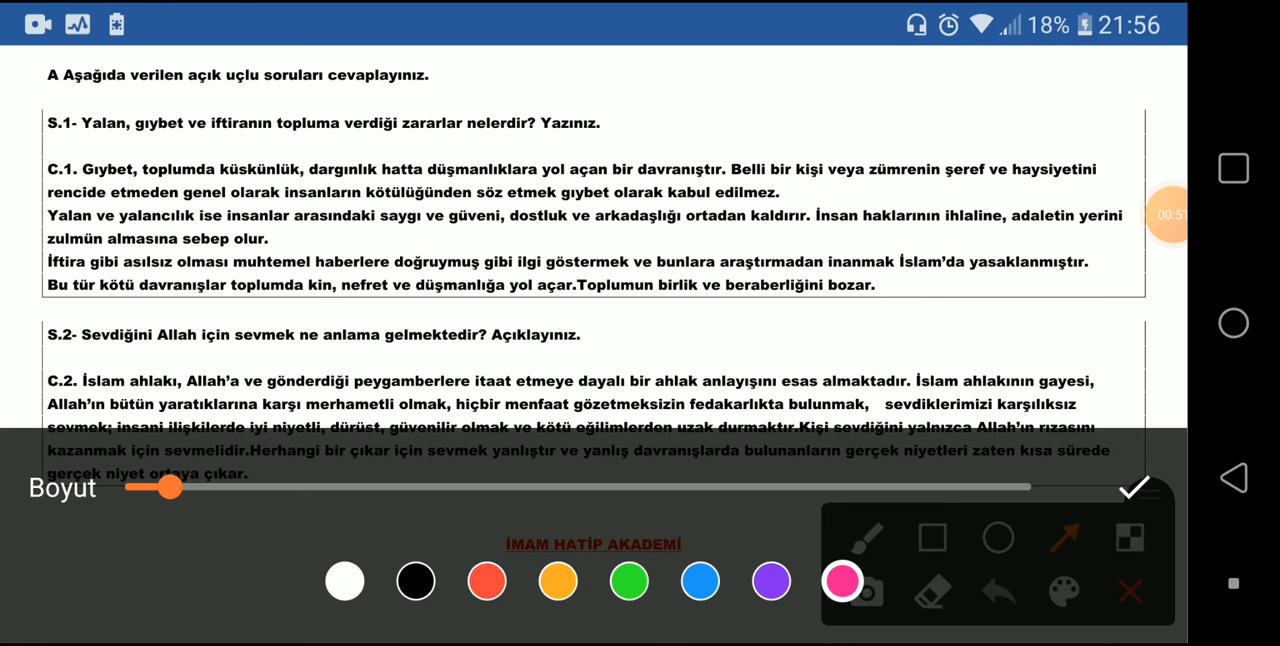 18% 21:56
A Aşağıda verilen açık uçlu soruları cevaplayınız.
S.1- Yalan, gıybet ve iftiranın topluma verdiği zararlar nelerdir? Yazınız.
C.1. Gıybet, toplumda küskünlük, dargınlık hatta düşmanlıklara yol açan bir davranıştır. Belli bir kişi veya zümrenin şeref ve haysiyetini
rencide etmeden genel olarak insanların kötülüğünden söz etmek gıybet olarak kabul edilmez.
Yalan ve yalancılık ise insanlar arasındaki saygı ve güveni, dostluk ve arkadaşlığı ortadan kaldırır. İnsan haklarının ihlaline, adaletin yerini
zulmün almasına sebep olur.
00:51
İftira gibi asılsız olması muhtemel haberlere doğruymuş gibi ilgi göstermek ve bunlara araştırmadan inanmak İslam’da yasaklanmıştır.
Bu tür kötü davranışlar toplumda kin, nefret ve düşmanlığa yol açar.Toplumun birlik ve beraberliğini bozar.
S.2- Sevdiğini Allah için sevmek ne anlama gelmektedir? Açıklayınız.
C.2. İslam ahlakı, Allah’a ve gönderdiği peygamberlere itaat etmeye dayalı bir ahlak anlayışını esas almaktadır. İslam ahlakının gayesi,
Allah’ın bütün yaratıklarına karşı merhametli olmak, hiçbir menfaat gözetmeksizin fedakarlıkta bulunmak, sevdiklerimizi karşılıksız
sevmek; insani ilişkilerde iyi niyetli, dürüst, güvenilir olmak ve kötü eğilimlerden uzak durmaktır.Kişi sevdiğini yalnızca Allah’ın rızasını
kazanmak için sevmelidir.Herhangi bir çıkar için sevmek yanlıştır ve yanlış davranışlarda bulunanların gerçek niyetleri zaten kısa sürede
gerçek niyet ortaya çıkar.
Boyut
İMAM HATİP AKADEMİ